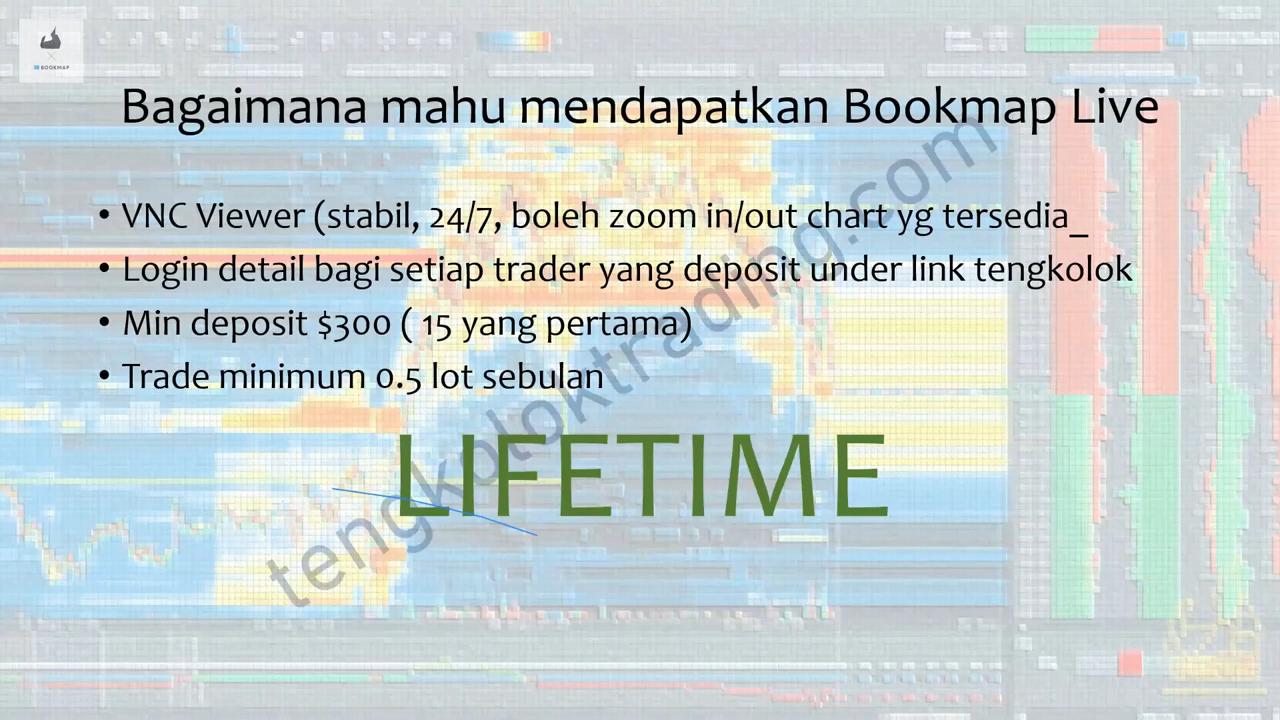 BOOKMAP
Bagaimana mahu mendapatkan Bookmap Live
• VNC Viewer (stabil, 24/7, boleh zoom in/out chart yg tersedia_
• Login detail bagi setiap trader yang deposit under link tengkolok
• Min deposit $300 ( 15 yang pertama)
• Trade minimum 0.5 lot sebulan
LIFETIME
tengkoloktrading.com